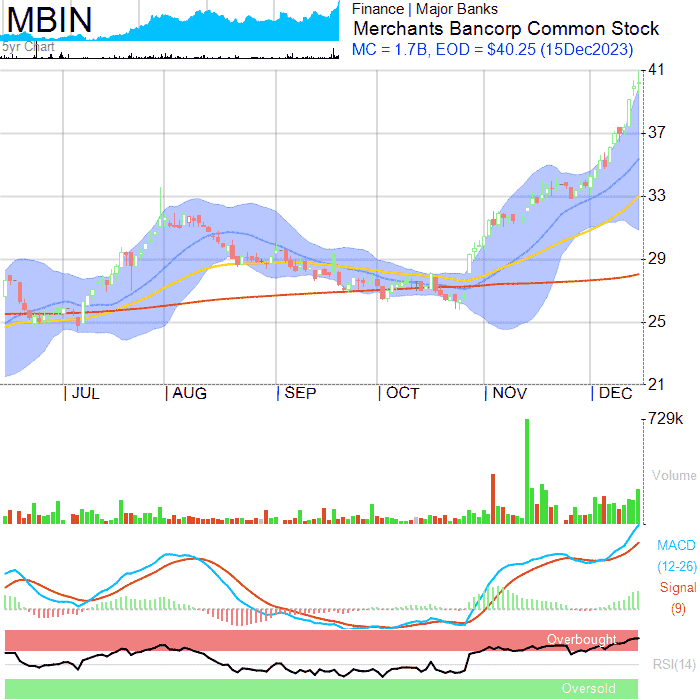 MBIN
5yr Chart
Finance | Major Banks
Merchants Bancorp Common Stock
MC = 1.7B, EOD = $40.25 (15Dec2023)
41
37
33
29
25
21
JUL AUG SEP OCT NOV DEC
729k
Volume
MACD
(12-26)
Signal
(9)
Overbought
RSI(14)
Oversold